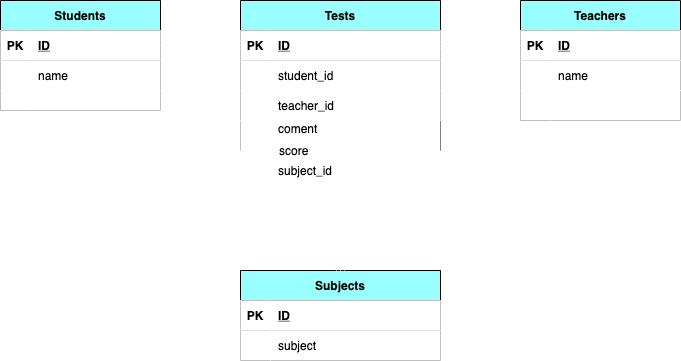 Students
PK ID
name
Tests
PK ID
student_id
teacher_id
coment
score
subject_id
Teachers
PK ID
name
Subjects
PK ID
subject